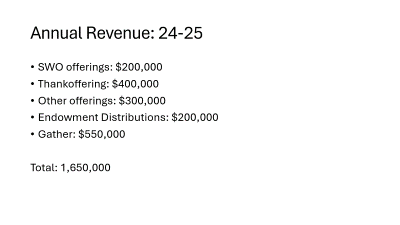 Annual Revenue: 24-25
• SWO offerings: $200,000
• Thankoffering: $400,000
• Other offerings: $300,000
• Endowment Distributions: $200,000
• Gather: $550,000
Total: 1,650,000